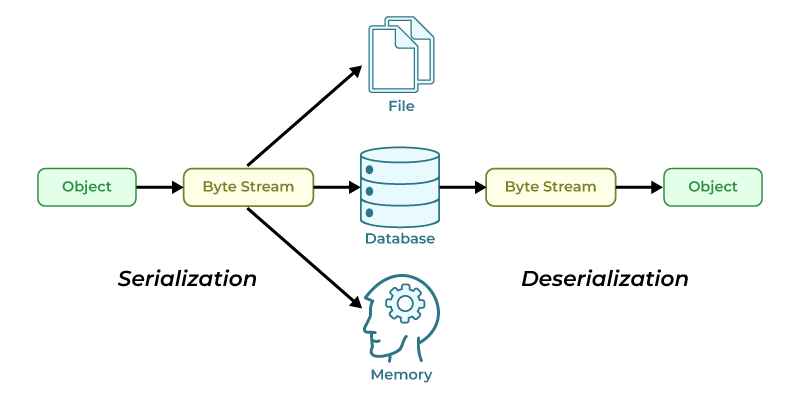 File
Object
Byte Stream
Byte Stream
Object
Database
Serialization
Deserialization
Memory